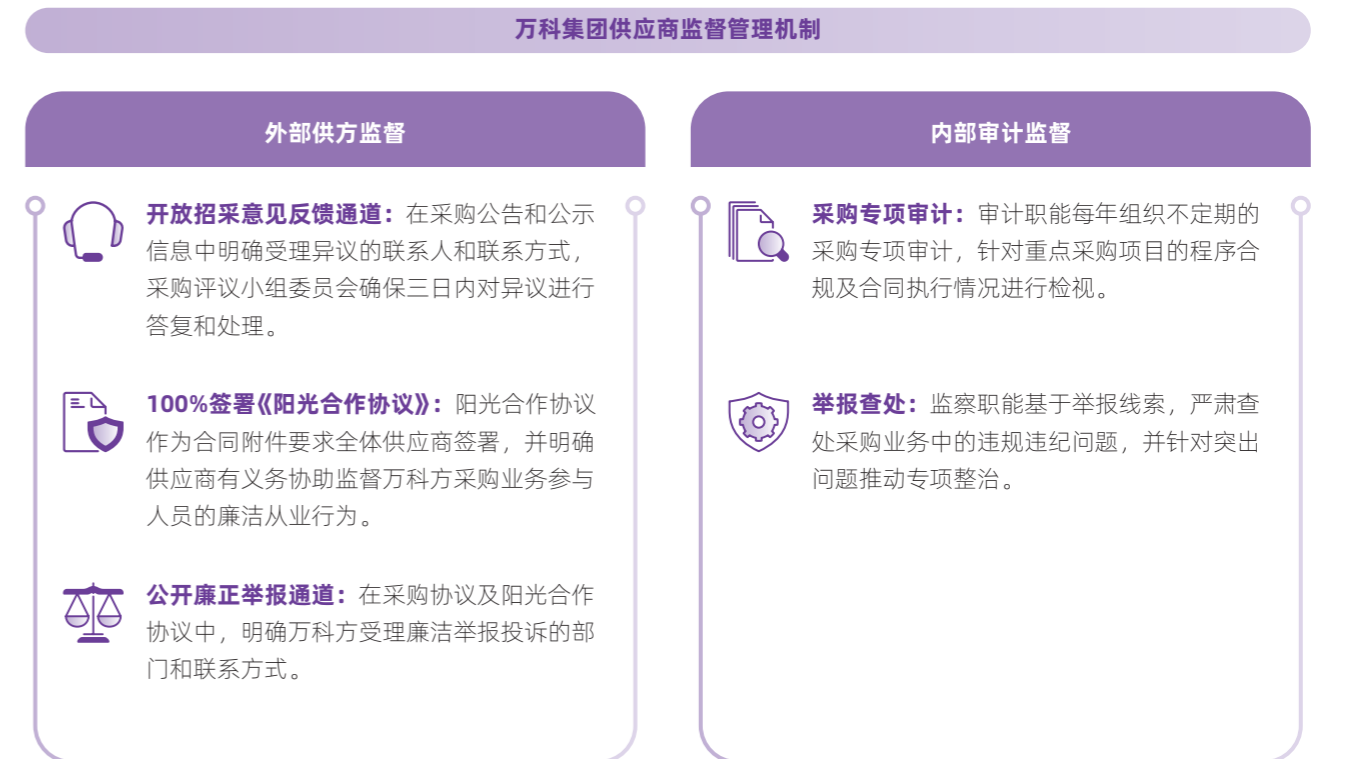 万科集团供应商监督管理机制
外部供方监督
开放招采意见反馈通道：在采购公告和公示
信息中明确受理异议的联系人和联系方式，
采购评议小组委员会确保三日内对异议进行
答复和处理。
100%签署《阳光合作协议》：阳光合作协议
作为合同附件要求全体供应商签署，并明确
供应商有义务协助监督万科方采购业务参与
人员的廉洁从业行为。
公开廉正举报通道：在采购协议及阳光合作
协议中，明确万科方受理廉洁举报投诉的部
门和联系方式。
内部审计监督
采购专项审计：审计职能每年组织不定期的
采购专项审计，针对重点采购项目的程序合
规及合同执行情况进行检视。
举报查处：监察职能基于举报线索，严肃查
处采购业务中的违规违纪问题，并针对突出
问题推动专项整治。